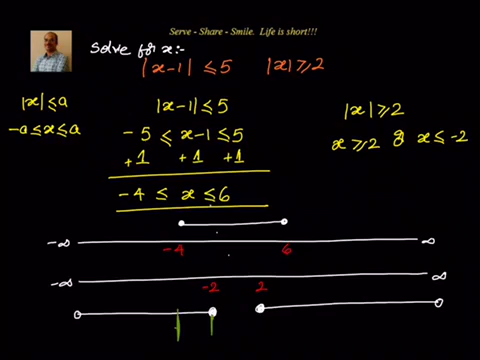 Serve - Share - Smile. Life is short!!!
Solve for x:-
|x-1| ≤ 5 |x| ≥ 2
|x| ≤ a
-a ≤ x ≤ a
|x-1| ≤ 5
-5 ≤ x-1 ≤ 5
+1 +1 +1
-4 ≤ x ≤ 6
|x| ≥ 2
x ≥ 2 & x ≤ -2
-∞ -4 6 ∞
-∞ -2 2 ∞